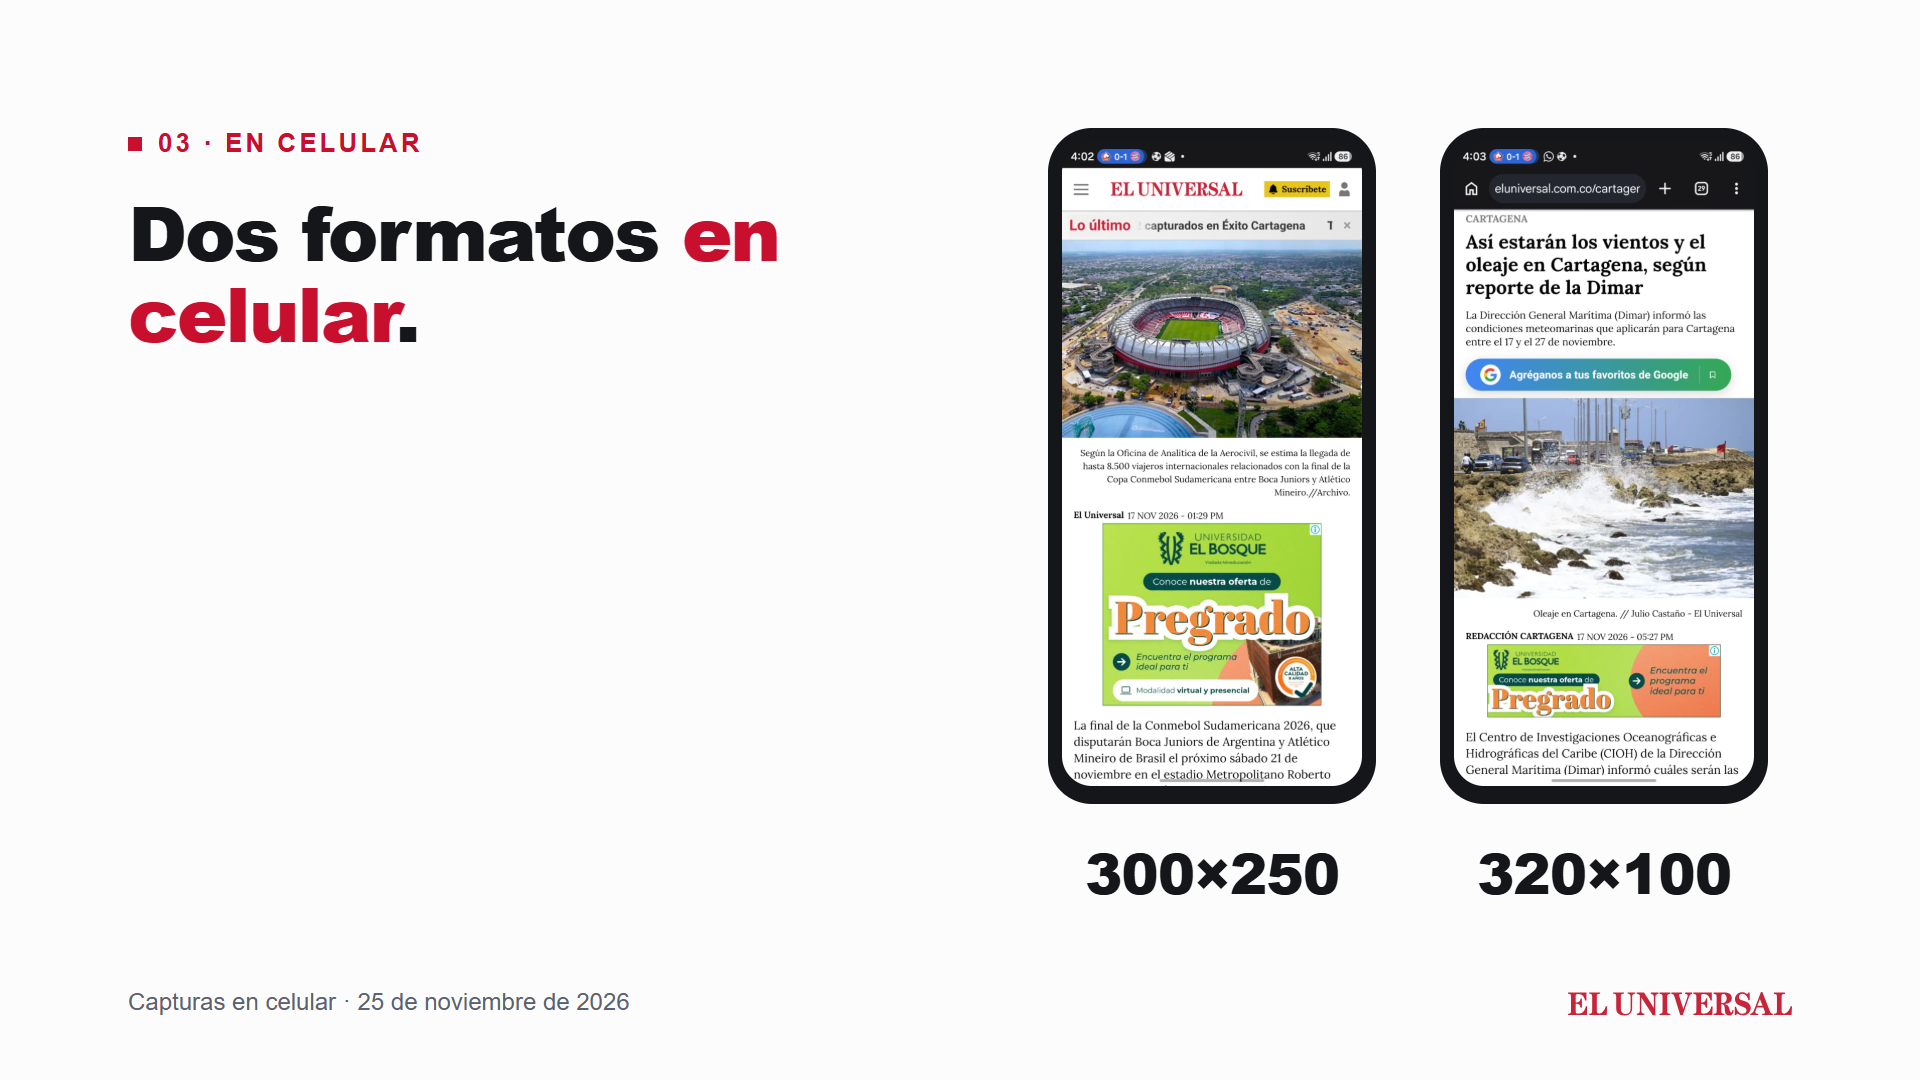 03 · EN CELULAR
Dos formatos en
celular.
4:02
0-1
86
EL UNIVERSAL
Suscríbete
Lo último
capturados en Éxito Cartagena
Según la Oficina de Analítica de la Aerocivil, se estima la llegada de
hasta 8.500 viajeros internacionales relacionados con la final de la
Copa Conmebol Sudamericana entre Boca Juniors y Atlético
Mineiro.//Archivo.
El Universal 17 NOV 2026 - 01:29 PM
UNIVERSIDAD
EL BOSQUE
Conoce nuestra oferta de
Pregrado
Encuentra el programa
ideal para ti
Modalidad virtual y presencial
ALTA
CALIDAD
La final de la Conmebol Sudamericana 2026, que
disputarán Boca Juniors de Argentina y Atlético
Mineiro de Brasil el próximo sábado 21 de
noviembre en el estadio Metropolitano Roberto
300×250
4:03
0-1
86
eluniversal.com.co/cartager
29
CARTAGENA
Así estarán los vientos y el
oleaje en Cartagena, según
reporte de la Dimar
La Dirección General Marítima (Dimar) informó las
condiciones meteomarinas que aplicarán para Cartagena
entre el 17 y el 27 de noviembre.
Agréganos a tus favoritos de Google
Oleaje en Cartagena. // Julio Castaño - El Universal
REDACCIÓN CARTAGENA 17 NOV 2026 - 05:27 PM
UNIVERSIDAD
EL BOSQUE
Conoce nuestra oferta de
Pregrado
Encuentra el
programa
ideal para ti
El Centro de Investigaciones Oceanográficas e
Hidrográficas del Caribe (CIOH) de la Dirección
General Marítima (Dimar) informó cuáles serán las
320×100
Capturas en celular · 25 de noviembre de 2026
EL UNIVERSAL